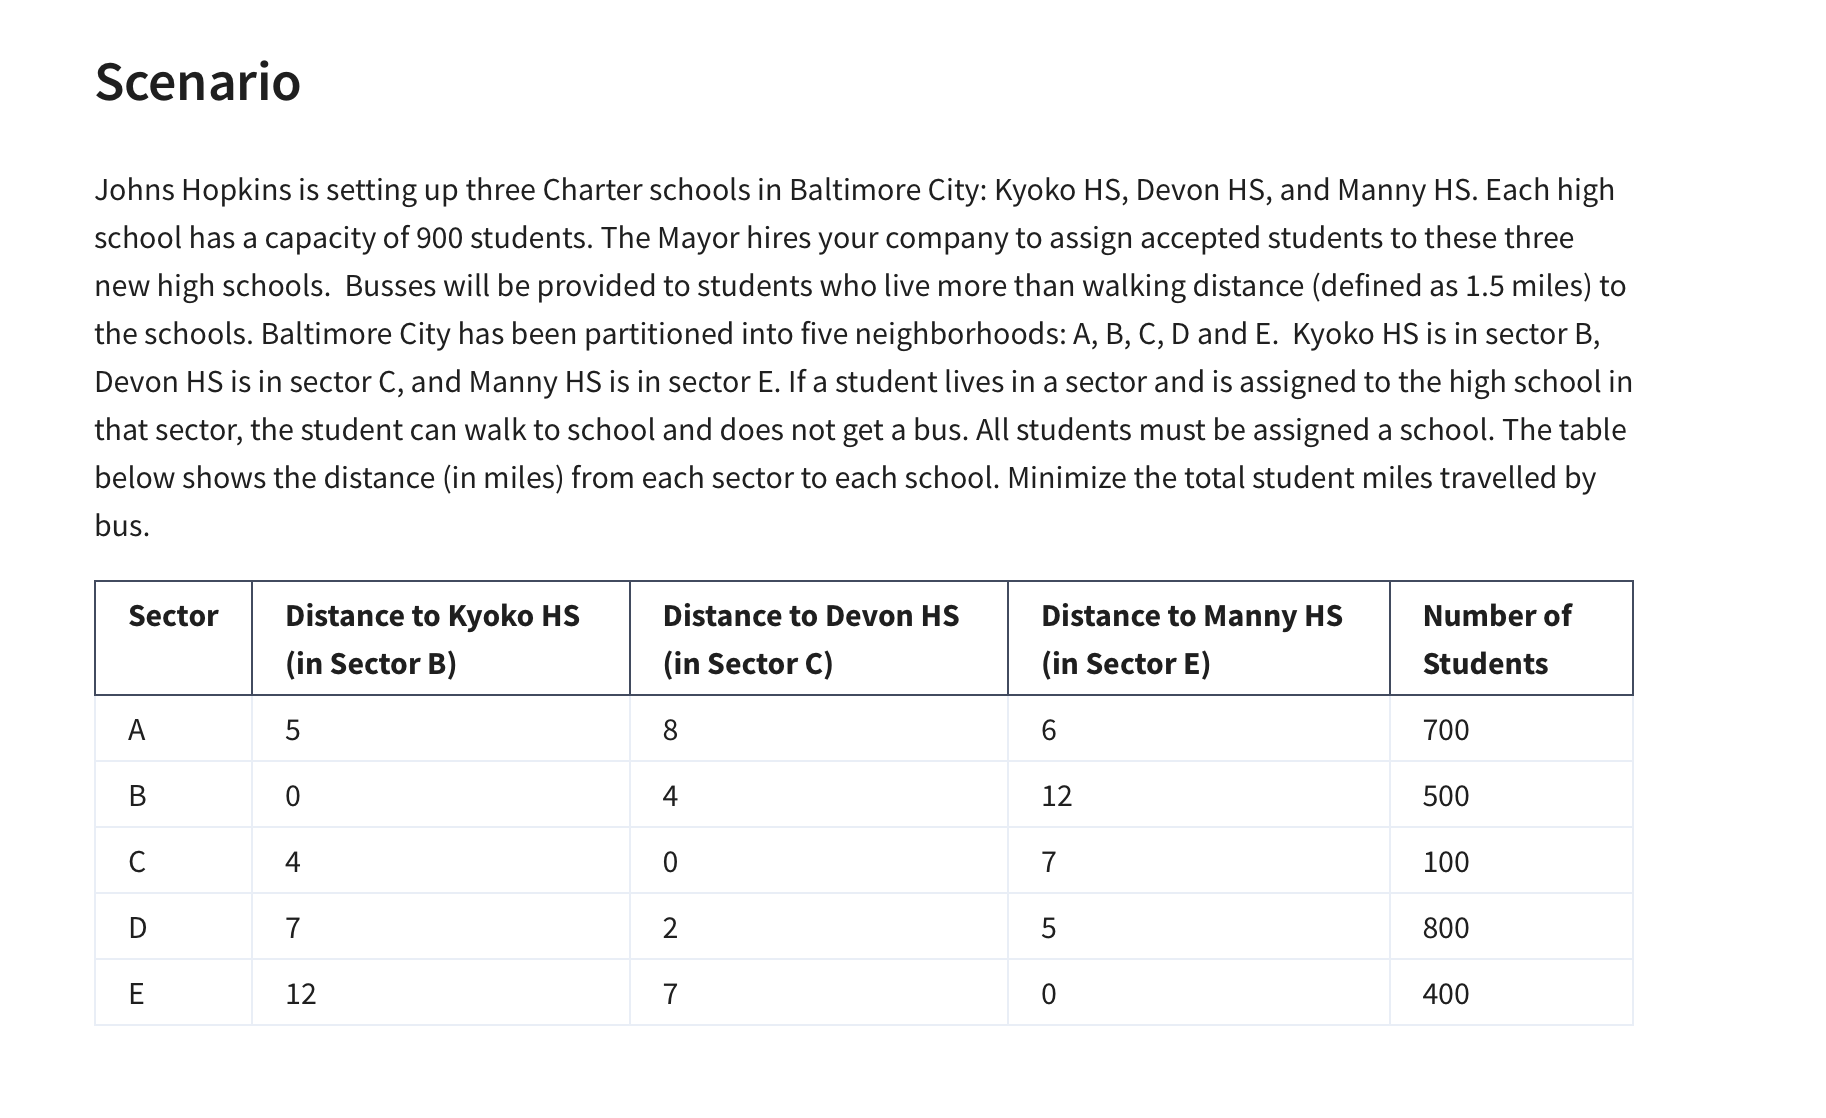 Scenario
Johns Hopkins is setting up three Charter schools in Baltimore City: Kyoko HS, Devon HS, and Manny HS. Each high
school has a capacity of 900 students. The Mayor hires your company to assign accepted students to these three
new high schools.  Busses will be provided to students who live more than walking distance (defined as 1.5 miles) to
the schools. Baltimore City has been partitioned into five neighborhoods: A, B, C, D and E.  Kyoko HS is in sector B,
Devon HS is in sector C, and Manny HS is in sector E. If a student lives in a sector and is assigned to the high school in
that sector, the student can walk to school and does not get a bus. All students must be assigned a school. The table
below shows the distance (in miles) from each sector to each school. Minimize the total student miles travelled by
bus.
Sector Distance to Kyoko HS Distance to Devon HS Distance to Manny HS Number of
(in Sector B) (in Sector C) (in Sector E) Students
A 5 8 6 700
B 0 4 12 500
C 4 0 7 100
D 7 2 5 800
E 12 7 0 400